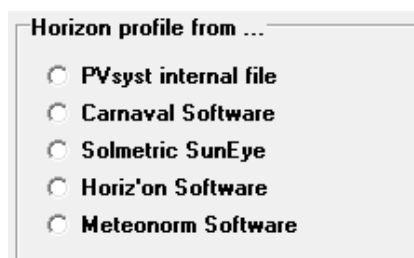 Horizon profile from ...
PVsyst internal file
Carnaval Software
Solmetric SunEye
Horiz'on Software
Meteonorm Software